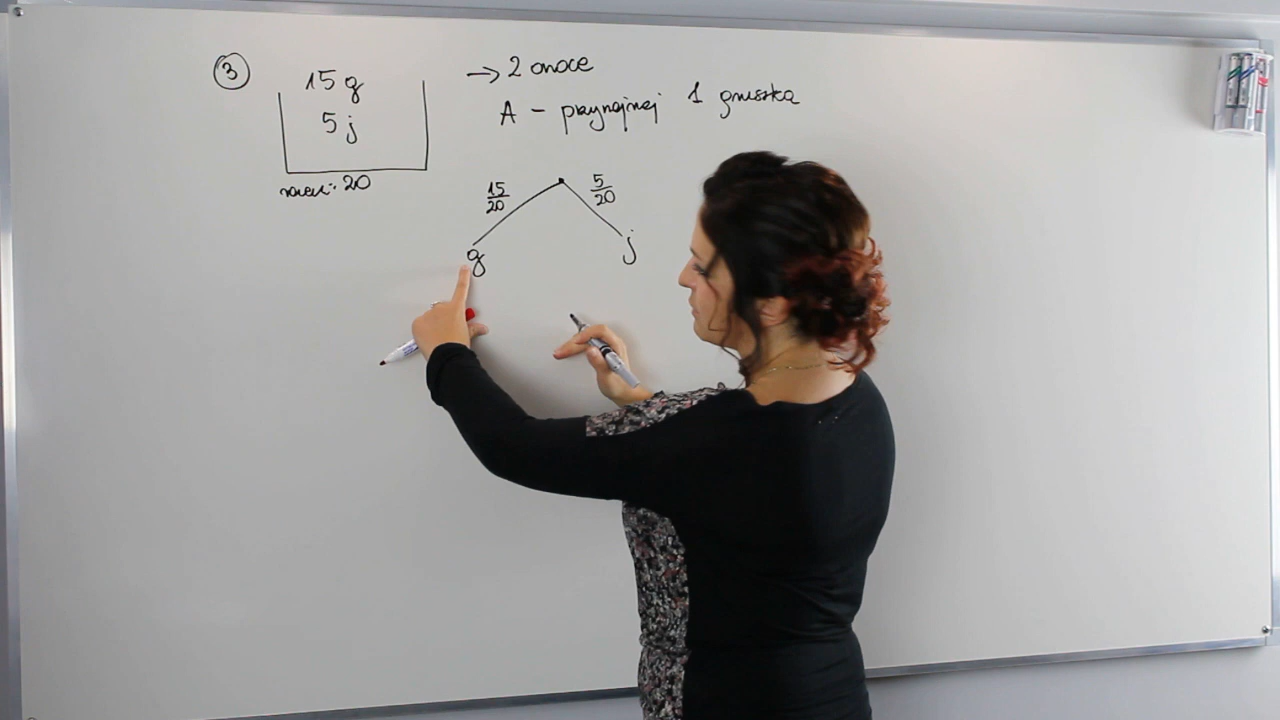 3
15 g
5 j
razem: 20
→ 2 owoce
A - przynajmniej 1 gruszka
15/20
5/20
g
j